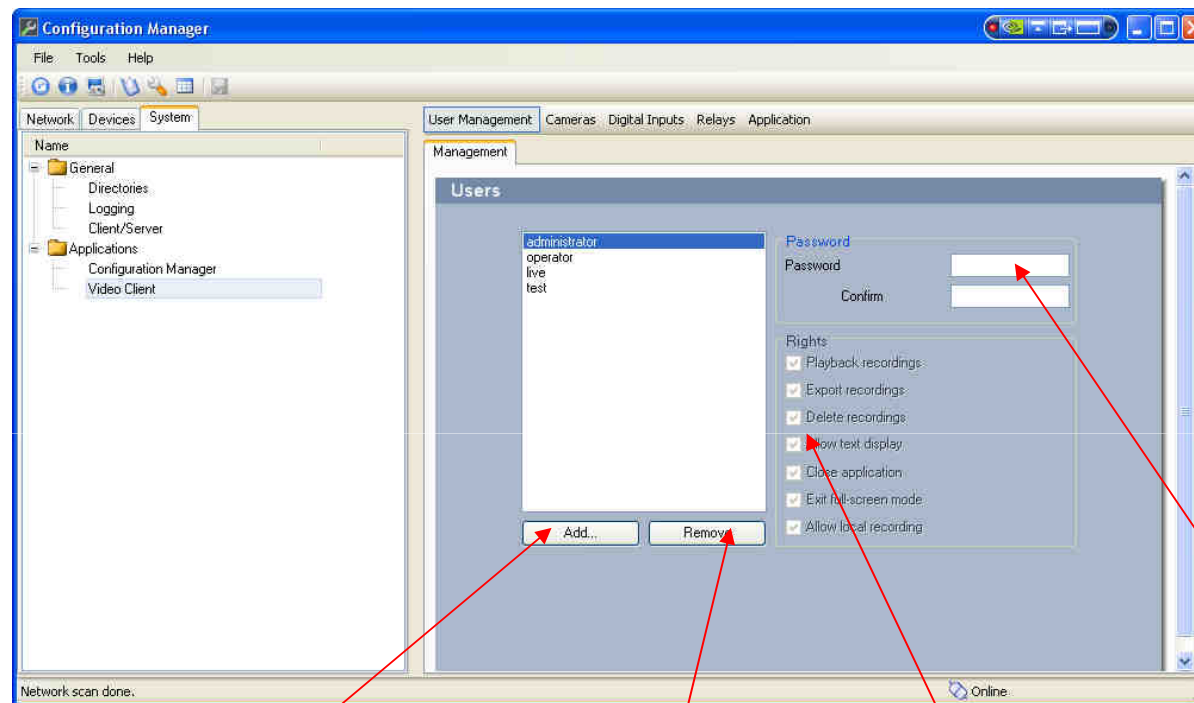 Configuration Manager
File Tools Help
Network Devices System
Name
General
Directories
Logging
Client/Server
Applications
Configuration Manager
Video Client
User Management Cameras Digital Inputs Relays Application
Management
Users
administrator
operator
live
test
Add...
Remove
Password
Password
Confirm
Rights
Playback recordings
Export recordings
Delete recordings
Allow text display
Close application
Exit full-screen mode
Allow local recording
Network scan done.
Online